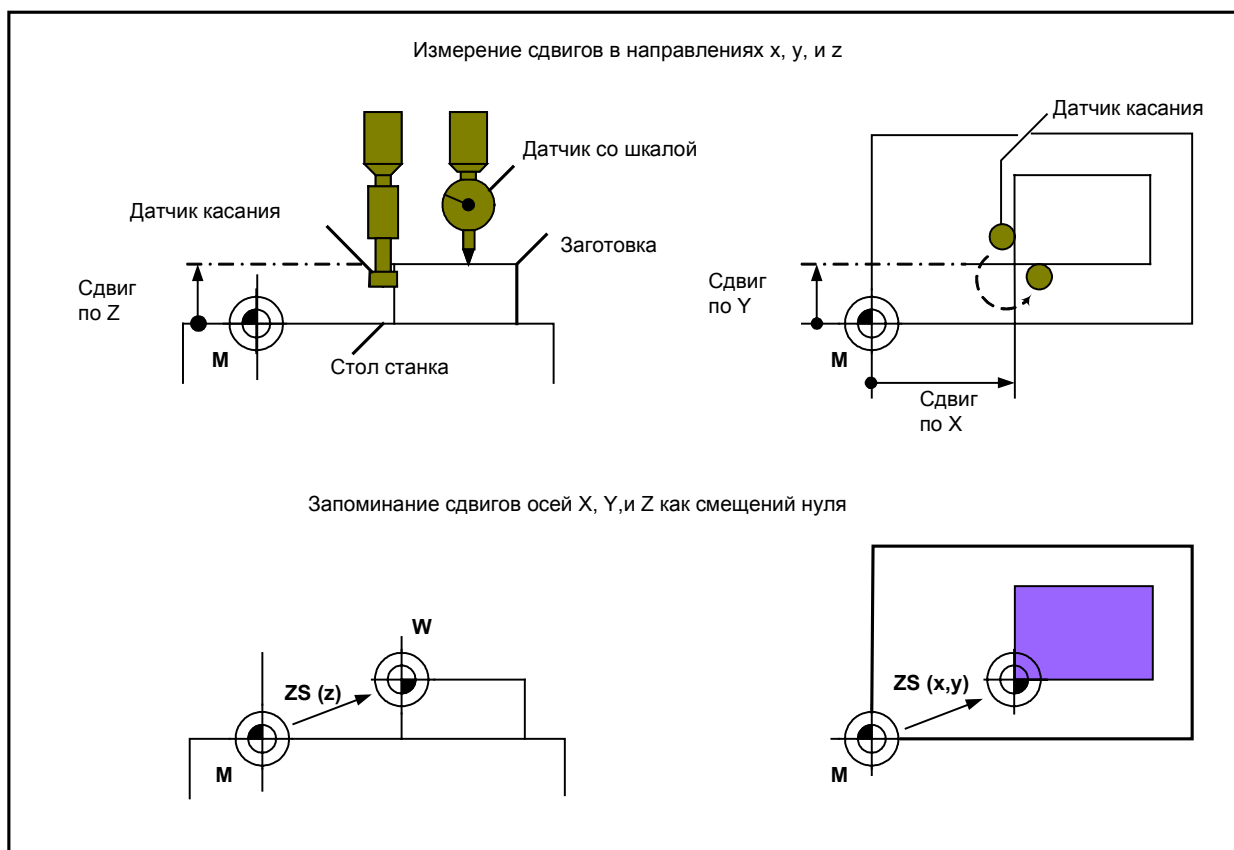 Измерение сдвигов в направлениях x, y, и z
Датчик касания
Датчик со шкалой
Датчик касания
Заготовка
Сдвиг
по Z
Сдвиг
по Y
M
Стол станка
M
Сдвиг
по X
Запоминание сдвигов осей X, Y,и Z как смещений нуля
W
ZS (z)
ZS (x,y)
M
M